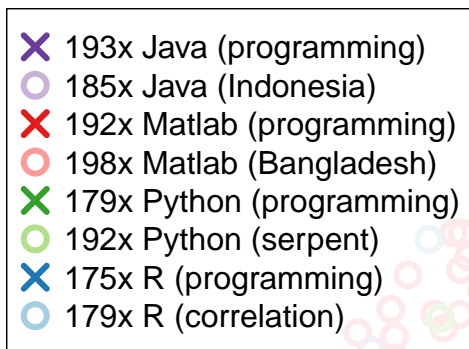 193x Java (programming)
185x Java (Indonesia)
192x Matlab (programming)
198x Matlab (Bangladesh)
179x Python (programming)
192x Python (serpent)
175x R (programming)
179x R (correlation)